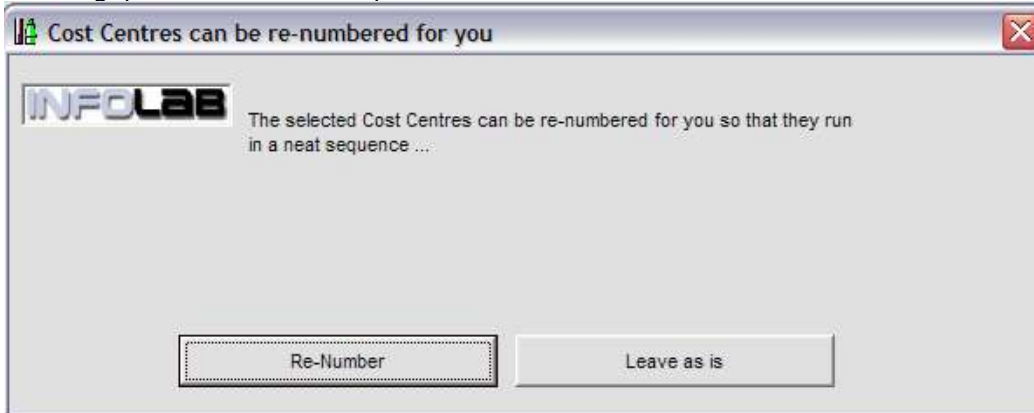 Cost Centres can be re-numbered for you
INFOLAB
The selected Cost Centres can be re-numbered for you so that they run
in a neat sequence ...
Re-Number
Leave as is